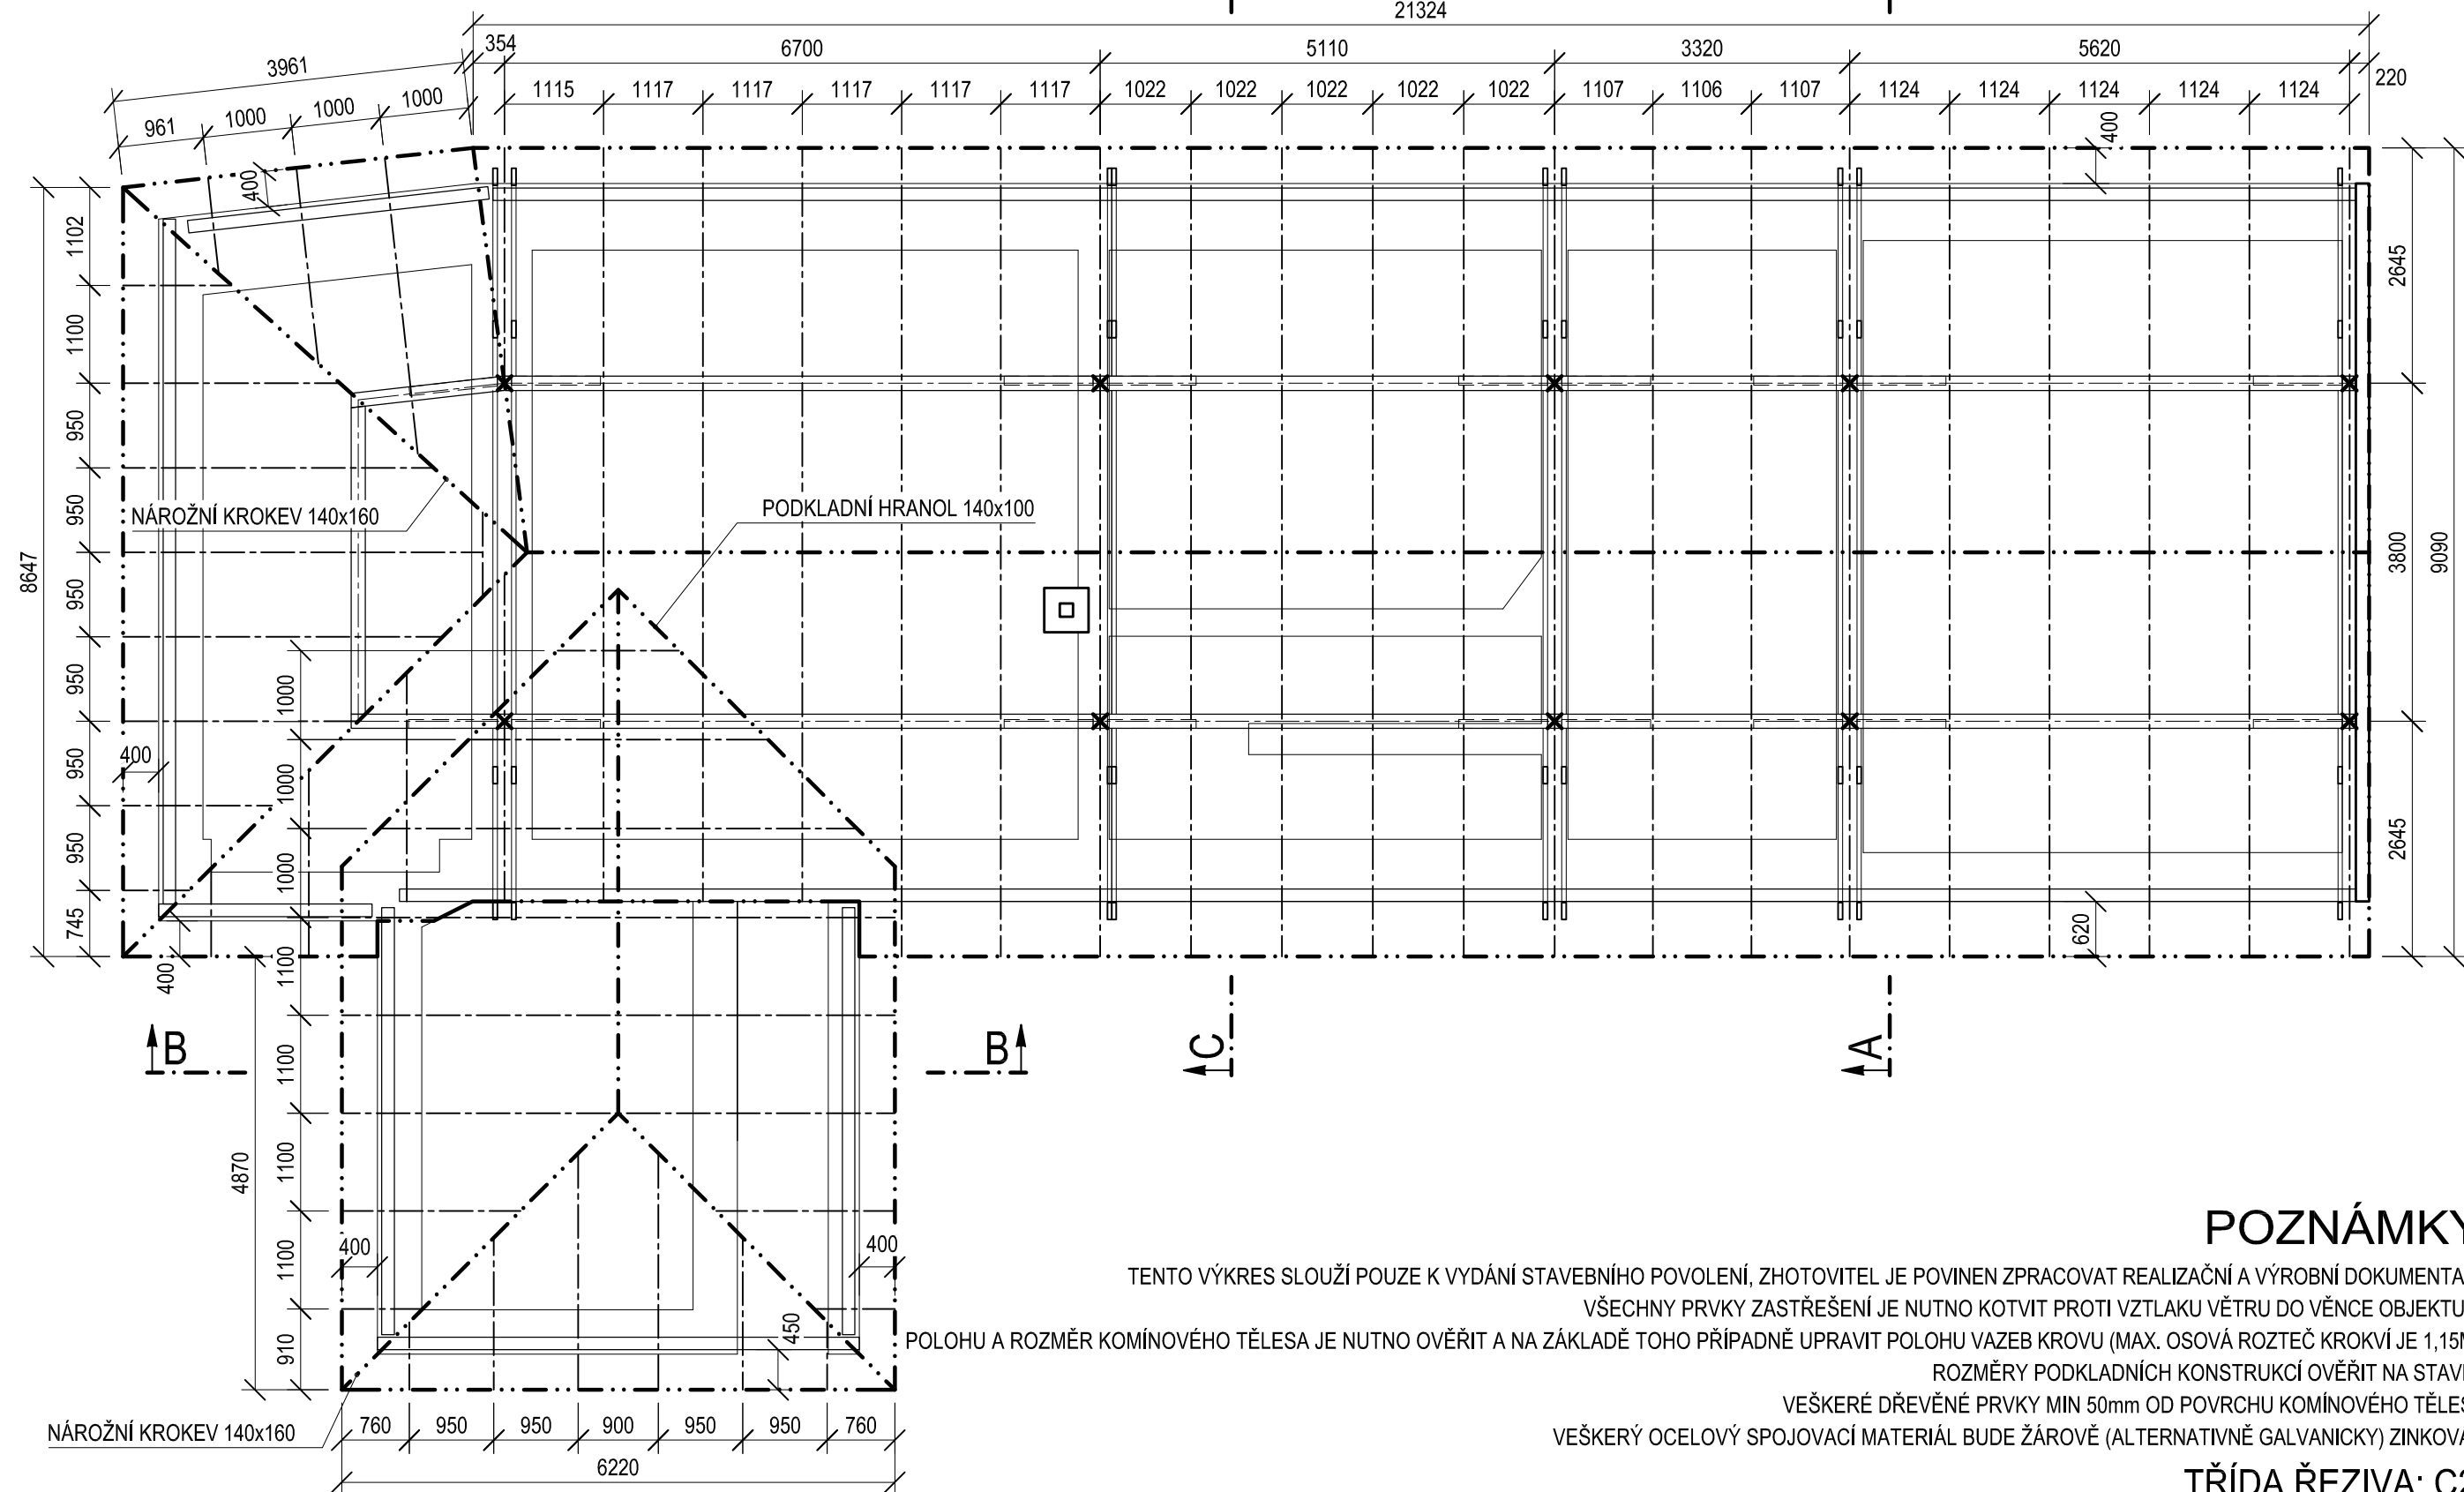 21324
354 6700 5110 3320 5620
3961
1115 1117 1117 1117 1117 1117 1022 1022 1022 1022 1022 1107 1106 1107 1124 1124 1124 1124 1124 220
961 1000 1000 1000
400
400
8647
1102
1100
950
950
950
950
950
950
745
2645
3800
2645
9090
NÁROŽNÍ KROKEV 140x160
PODKLADNÍ HRANOL 140x100
400
400
620
1000
1000
1000
1100
1100
1100
1100
910
4870
B B C A
400 400
450
760 950 950 900 950 950 760
6220
NÁROŽNÍ KROKEV 140x160
POZNÁMKY
TENTO VÝKRES SLOUŽÍ POUZE K VYDÁNÍ STAVEBNÍHO POVOLENÍ, ZHOTOVITEL JE POVINEN ZPRACOVAT REALIZAČNÍ A VÝROBNÍ DOKUMENTA
VŠECHNY PRVKY ZASTŘEŠENÍ JE NUTNO KOTVIT PROTI VZTLAKU VĚTRU DO VĚNCE OBJEKTU
POLOHU A ROZMĚR KOMÍNOVÉHO TĚLESA JE NUTNO OVĚŘIT A NA ZÁKLADĚ TOHO PŘÍPADNĚ UPRAVIT POLOHU VAZEB KROVU (MAX. OSOVÁ ROZTEČ KROKVÍ JE 1,15M
ROZMĚRY PODKLADNÍCH KONSTRUKCÍ OVĚŘIT NA STAV
VEŠKERÉ DŘEVĚNÉ PRVKY MIN 50mm OD POVRCHU KOMÍNOVÉHO TĚLES
VEŠKERÝ OCELOVÝ SPOJOVACÍ MATERIÁL BUDE ŽÁROVĚ (ALTERNATIVNĚ GALVANICKY) ZINKOVÁ
TŘÍDA ŘEZIVA: C2